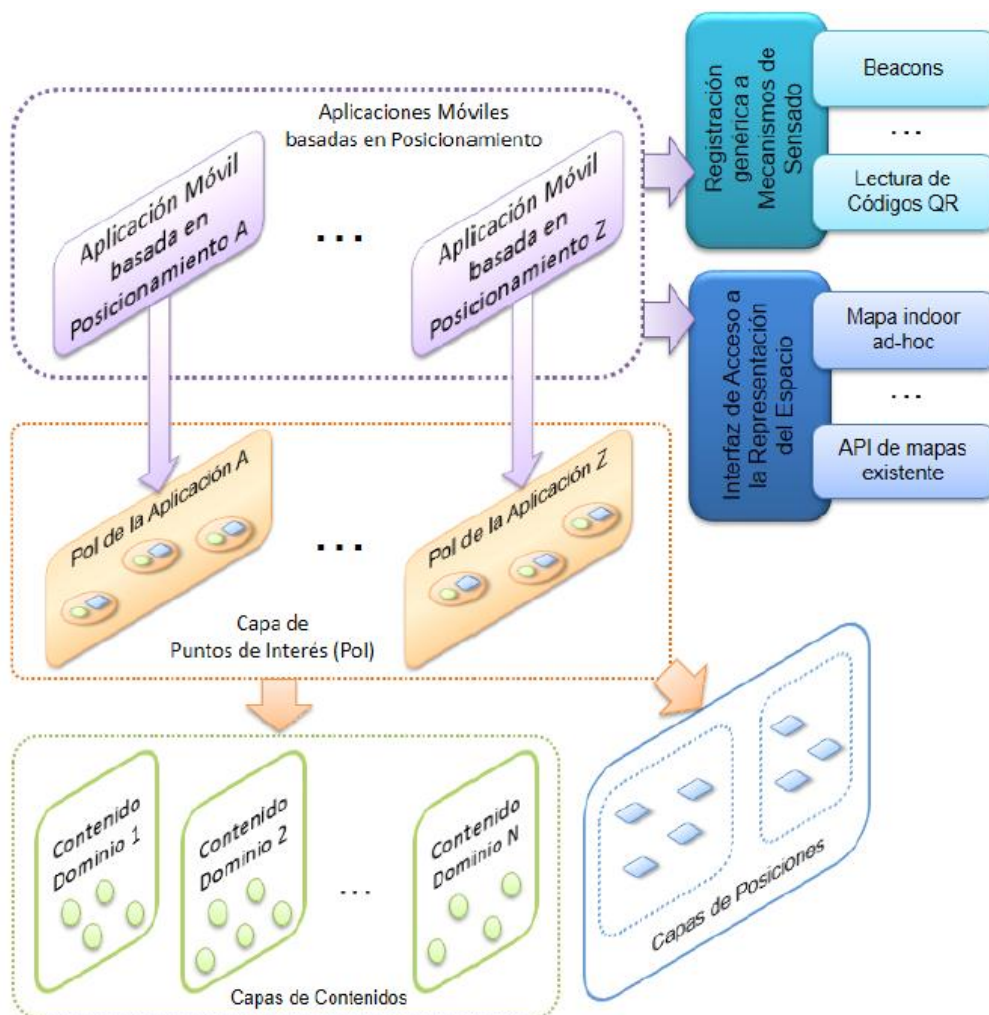 Aplicaciones Móviles
basadas en Posicionamiento
Aplicación Móvil
basada en
Posicionamiento A
...
Aplicación Móvil
basada en
Posicionamiento Z
Registración
genérica a
Mecanismos de
Sensado
Beacons
...
Lectura de
Códigos QR
Interfaz de Acceso a
la Representación
del Espacio
Mapa indoor
ad-hoc
...
API de mapas
existente
PoI de la Aplicación A
...
PoI de la Aplicación Z
Capa de
Puntos de Interés (PoI)
Contenido
Dominio 1
Contenido
Dominio 2
...
Contenido
Dominio N
Capas de Contenidos
Capas de Posiciones